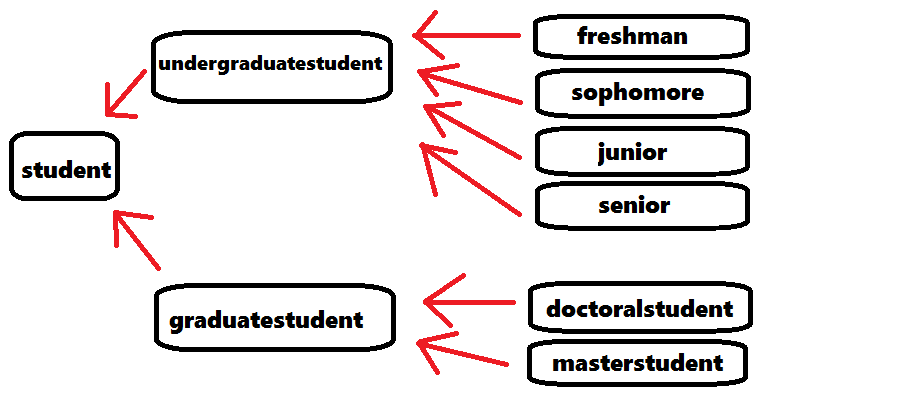 freshman
undergraduatestudent
sophomore
junior
student
senior
graduatestudent
doctoralstudent
masterstudent